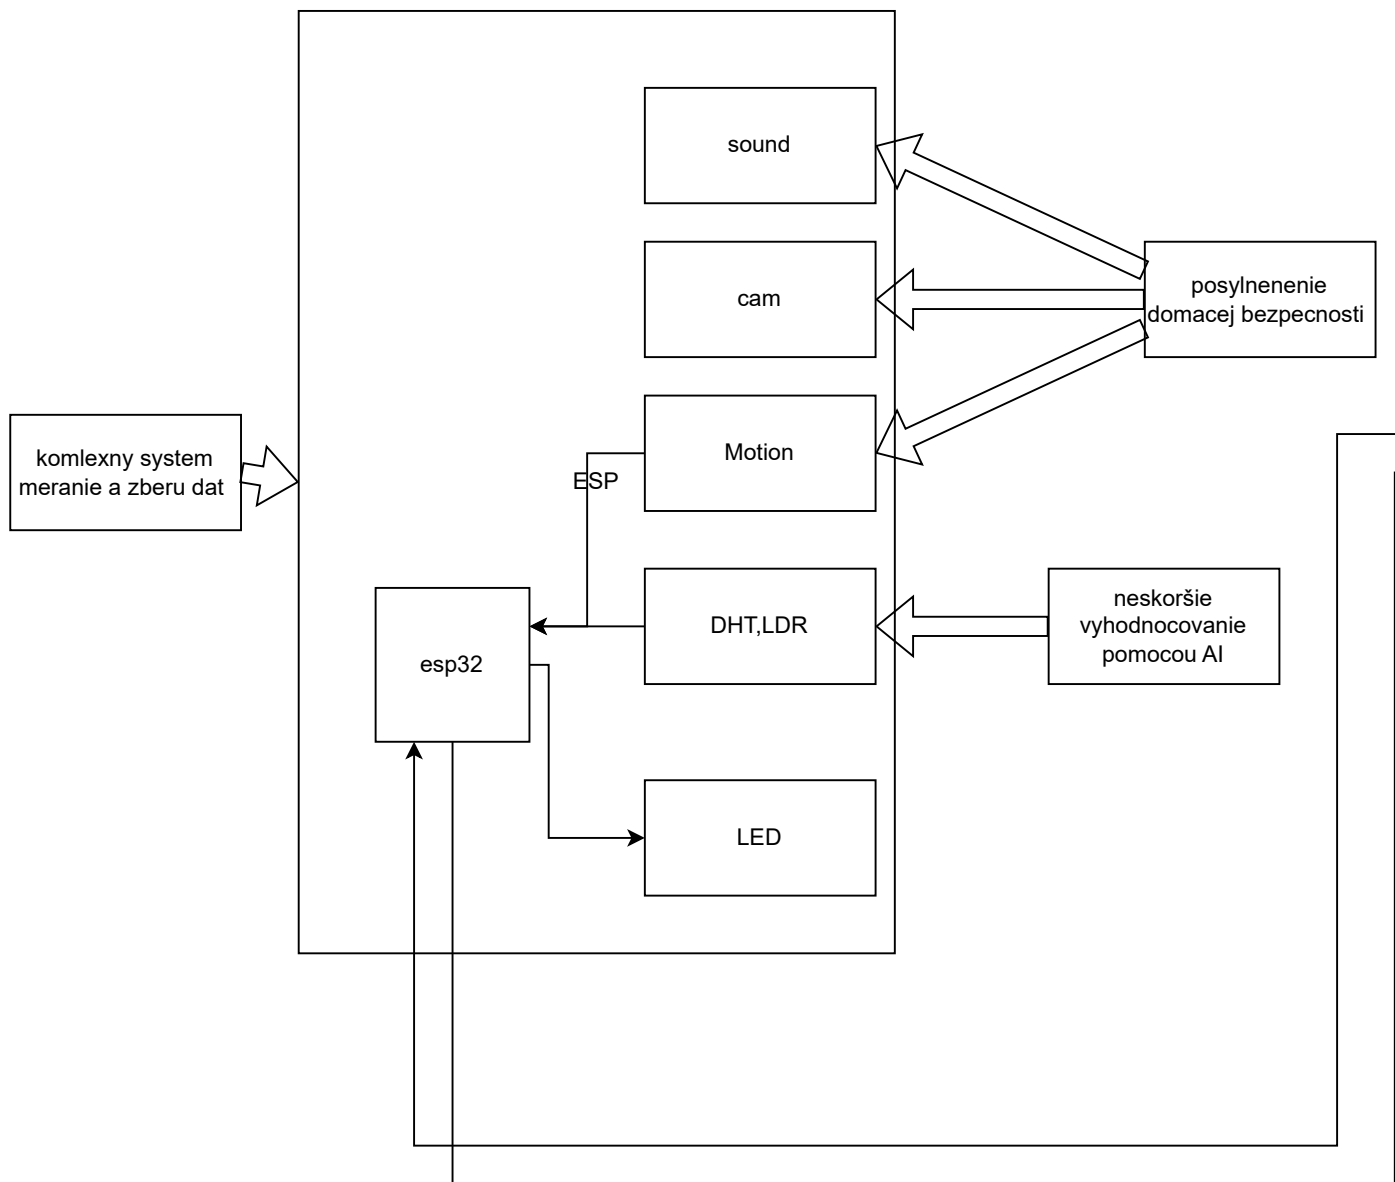 sound
cam
posylnenenie
domacej bezpecnosti
komlexny system
meranie a zberu dat
Motion
ESP
esp32
DHT,LDR
neskoršie
vyhodnocovanie
pomocou AI
LED